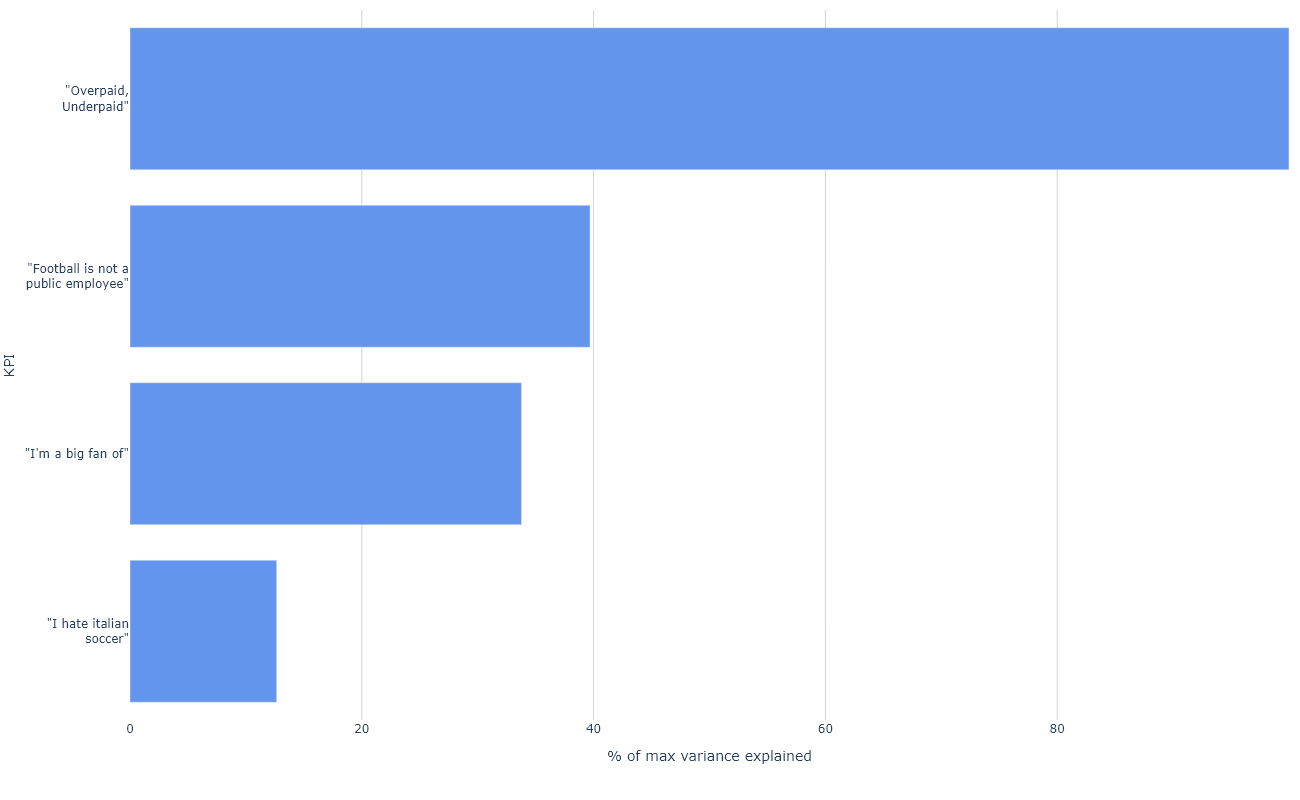 "Overpaid,
Underpaid"
"Football is not a
public employee"
KPI
"I'm a big fan of"
"I hate italian
soccer"
0 20 40 60 80
% of max variance explained